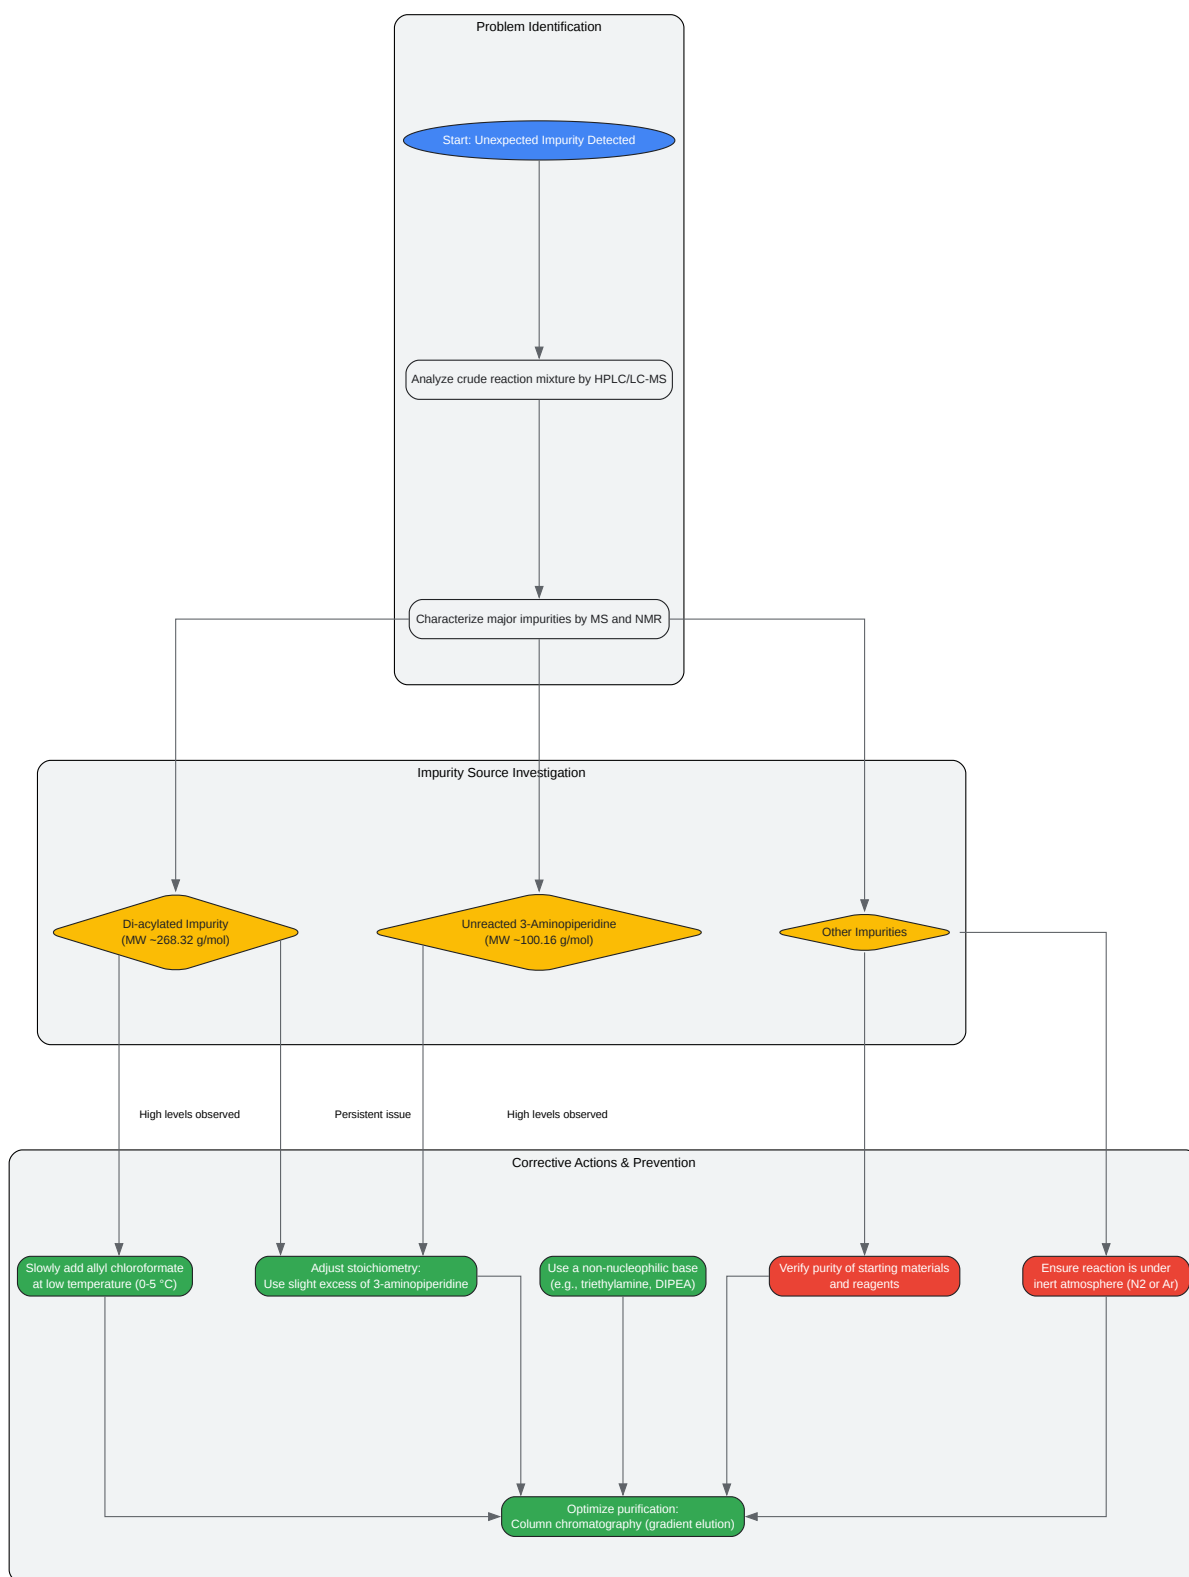 Problem Identification
Start: Unexpected Impurity Detected
Analyze crude reaction mixture by HPLC/LC-MS
Characterize major impurities by MS and NMR
Impurity Source Investigation
Di-acylated Impurity
(MW ~268.32 g/mol)
Unreacted 3-Aminopiperidine
(MW ~100.16 g/mol)
Other Impurities
High levels observed
Persistent issue
High levels observed
Corrective Actions & Prevention
Slowly add allyl chloroformate
at low temperature (0-5 °C)
Adjust stoichiometry:
Use slight excess of 3-aminopiperidine
Use a non-nucleophilic base
(e.g., triethylamine, DIPEA)
Verify purity of starting materials
and reagents
Ensure reaction is under
inert atmosphere (N2 or Ar)
Optimize purification:
Column chromatography (gradient elution)